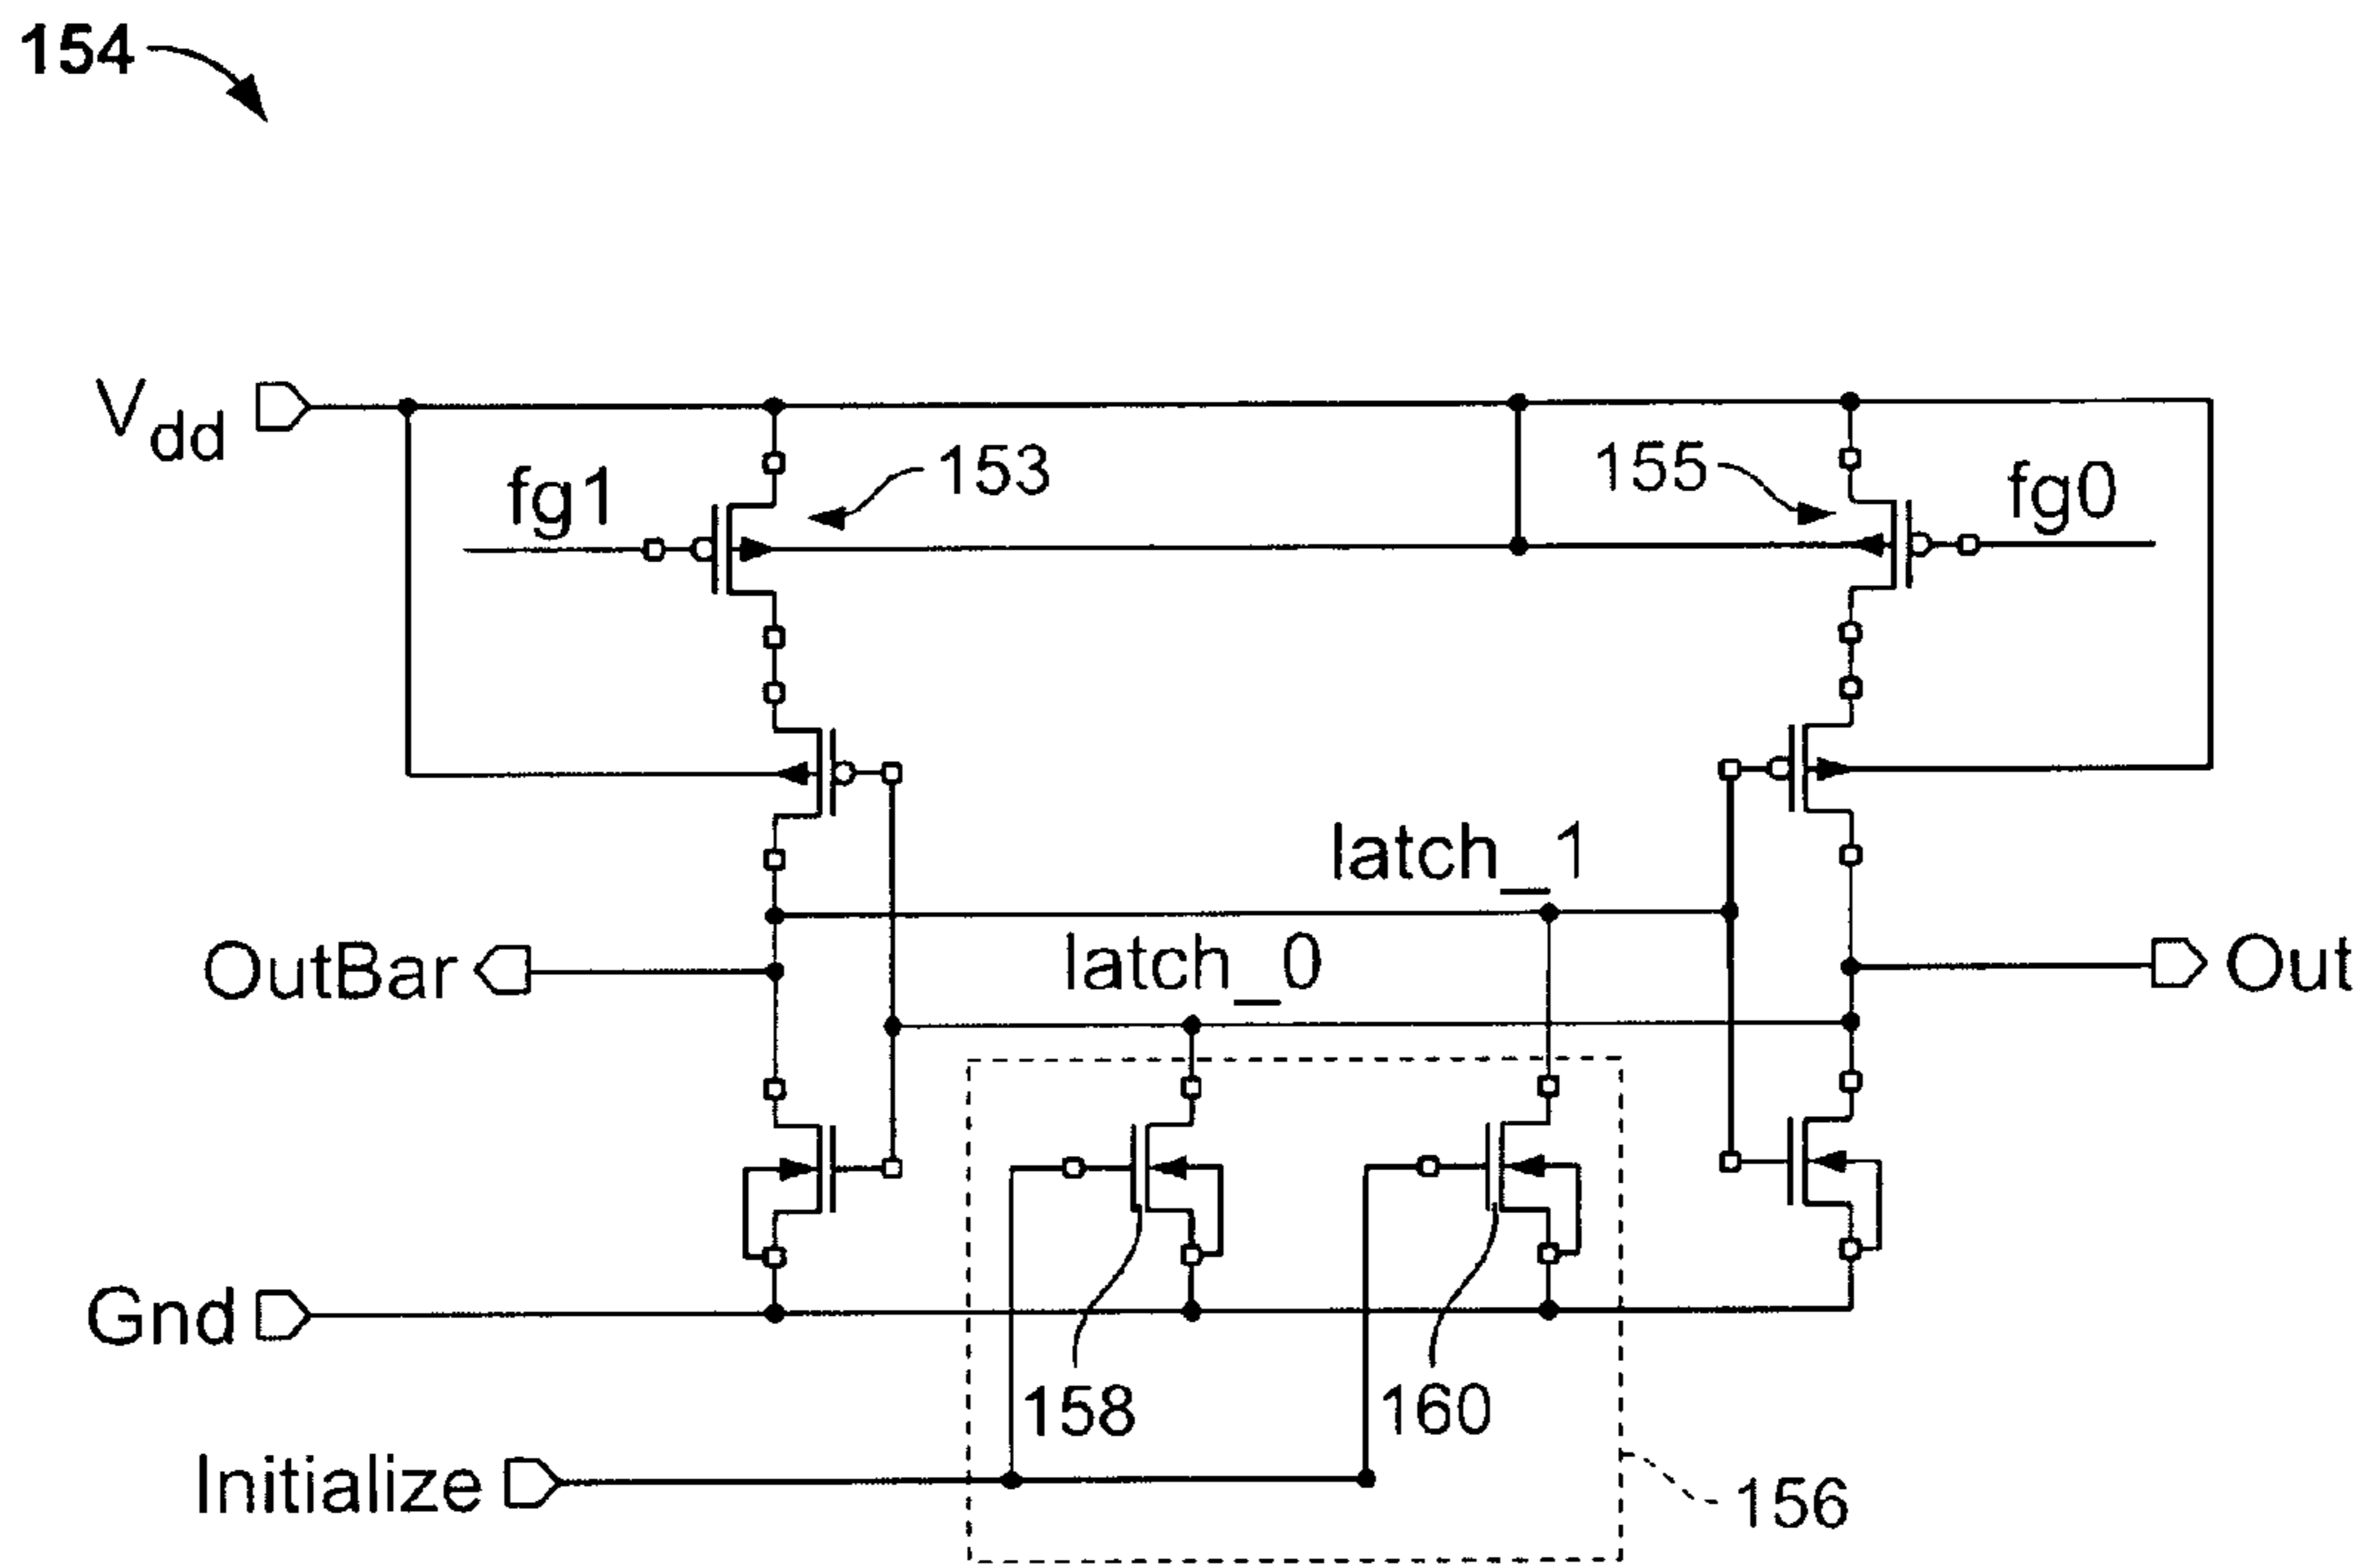 154
Vdd
fg1
153
155
fg0
latch_1
OutBar
latch_0
Out
Gnd
158
160
Initialize
156